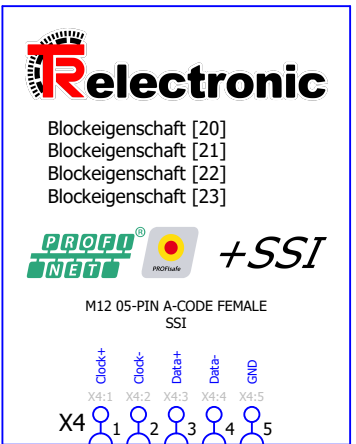 TRelectronic
Blockeigenschaft [20]
Blockeigenschaft [21]
Blockeigenschaft [22]
Blockeigenschaft [23]
PROFI®
NET
PROFIsafe
+SSI
M12 05-PIN A-CODE FEMALE
SSI
Clock+ Clock- Data+ Data- GND
X4:1 X4:2 X4:3 X4:4 X4:5
X4 1 2 3 4 5